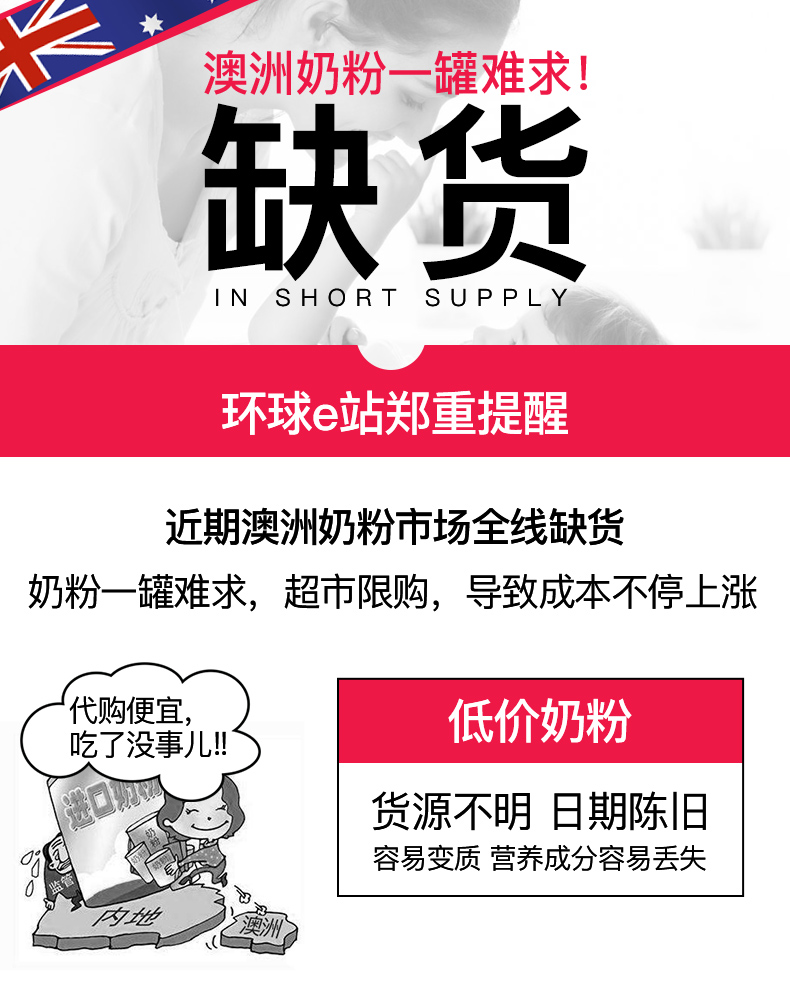 澳洲奶粉一罐难求!
缺货
IN SHORT SUPPLY
环球e站郑重提醒
近期澳洲奶粉市场全线缺货
奶粉一罐难求，超市限购，导致成本不停上涨
代购便宜，
吃了没事儿!!
进口奶粉
奶粉
监管
内地
澳洲
低价奶粉
货源不明 日期陈旧
容易变质 营养成分容易丢失